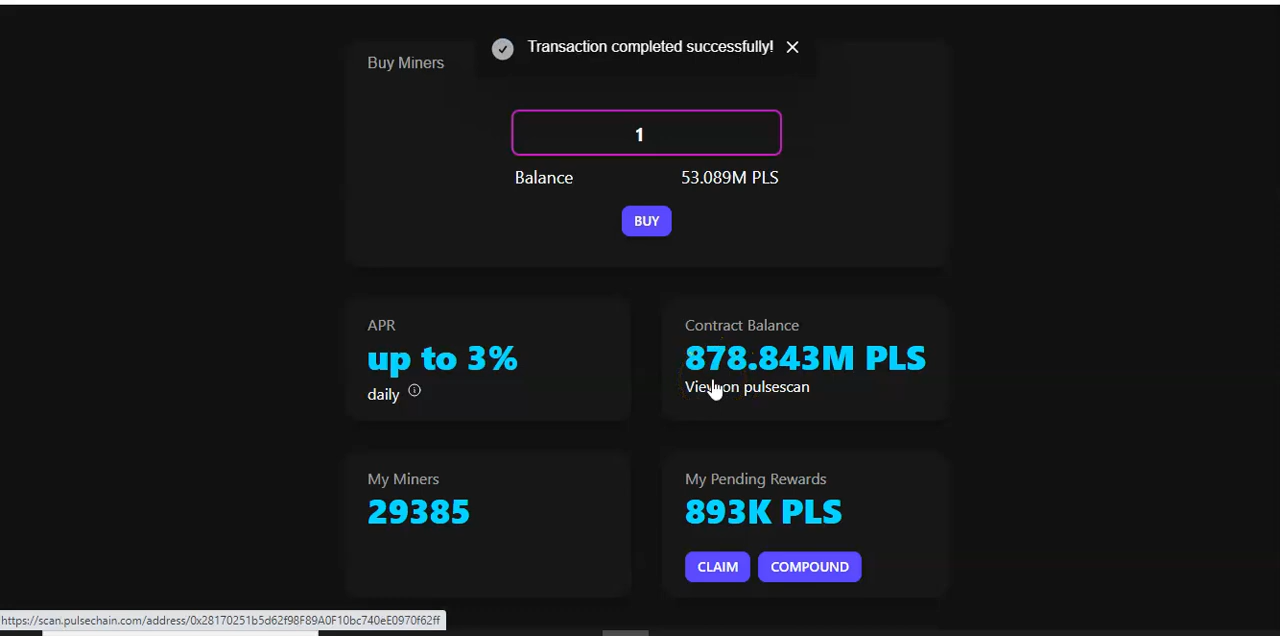 Transaction completed successfully!
Buy Miners
1
Balance 53.089M PLS
BUY
APR
up to 3%
daily
Contract Balance
878.843M PLS
View on pulsescan
My Miners
29385
My Pending Rewards
893K PLS
CLAIM COMPOUND
https://scan.pulsechain.com/address/0x28170251b5d62f98F89A0F10bc740eE0970f62ff